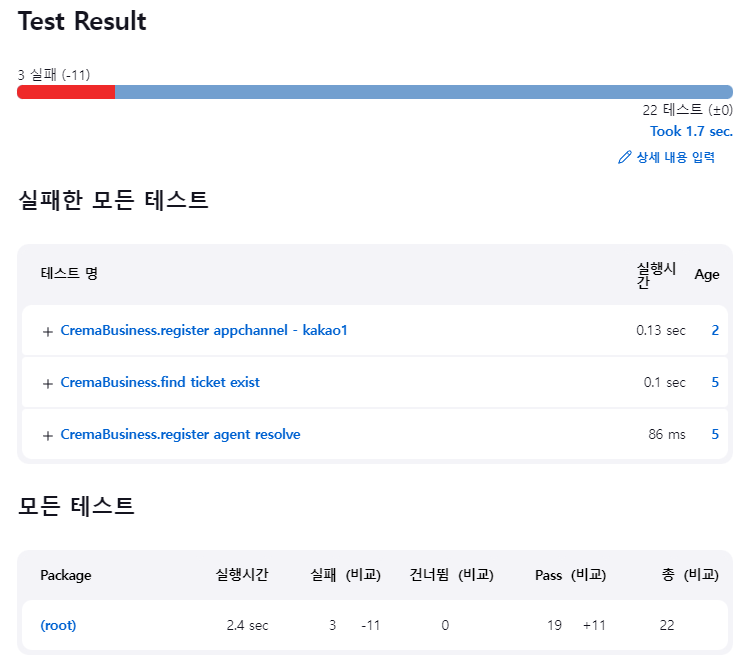 Test Result
3 실패 (-11)
22 테스트 (±0)
Took 1.7 sec.
상세 내용 입력
실패한 모든 테스트
테스트 명 실행시간 Age
CremaBusiness.register appchannel - kakao1 0.13 sec 2
CremaBusiness.find ticket exist 0.1 sec 5
CremaBusiness.register agent resolve 86 ms 5
모든 테스트
Package 실행시간 실패 (비교) 건너뜀 (비교) Pass (비교) 총 (비교)
(root) 2.4 sec 3 -11 0 19 +11 22